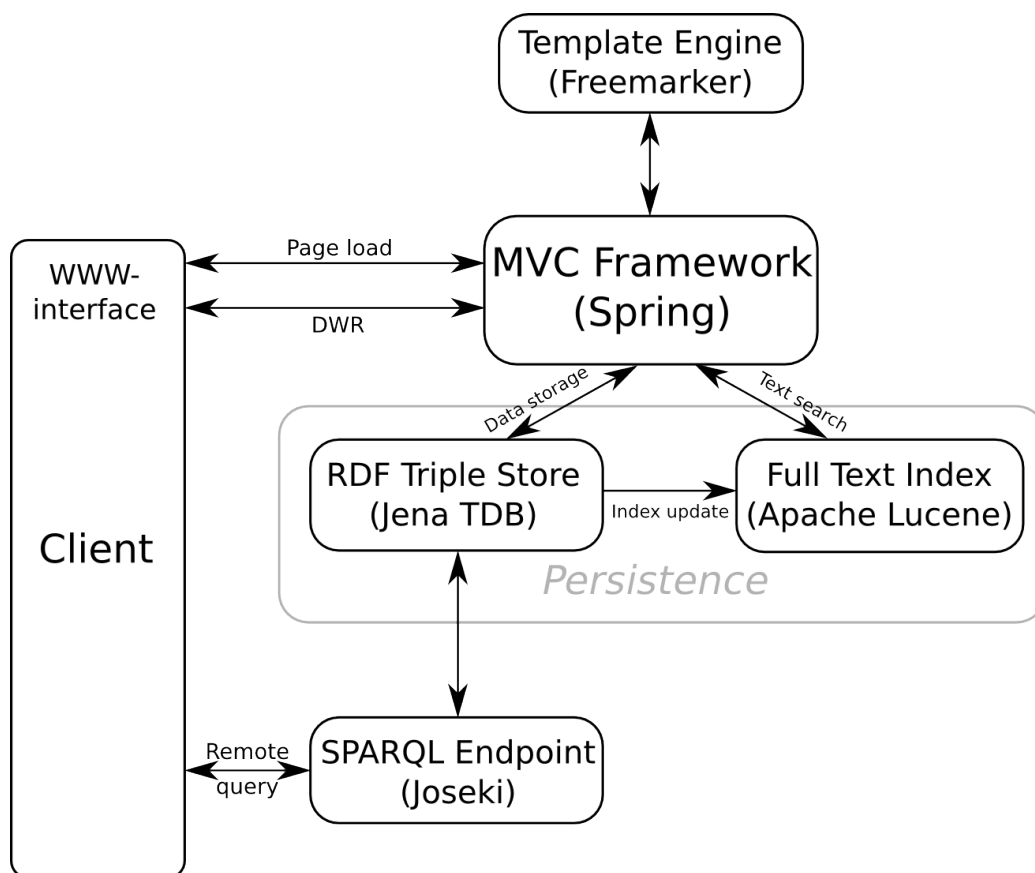 Template Engine
(Freemarker)
WWW-
interface
Page load
DWR
MVC Framework
(Spring)
Data storage
Text search
RDF Triple Store
(Jena TDB)
Index update
Full Text Index
(Apache Lucene)
Persistence
Client
Remote
query
SPARQL Endpoint
(Joseki)